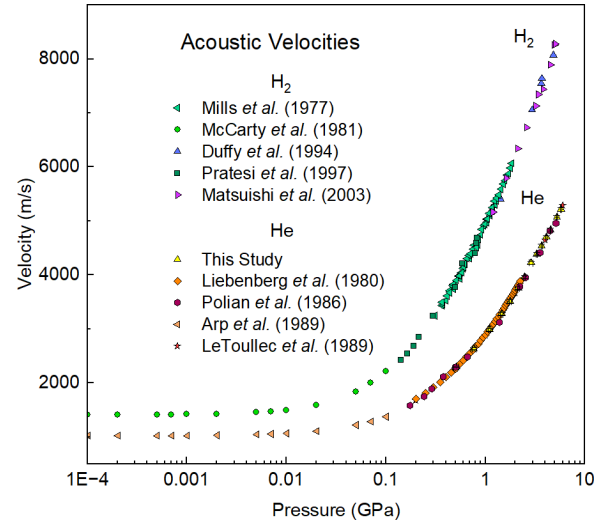 Acoustic Velocities
H₂
Mills et al. (1977)
McCarty et al. (1981)
Duffy et al. (1994)
Pratesi et al. (1997)
Matsuishi et al. (2003)
He
This Study
Liebenberg et al. (1980)
Polian et al. (1986)
Arp et al. (1989)
LeToullec et al. (1989)
H₂
He
Velocity (m/s)
8000
6000
4000
2000
1E−4
0.001
0.01
0.1
1
10
Pressure (GPa)